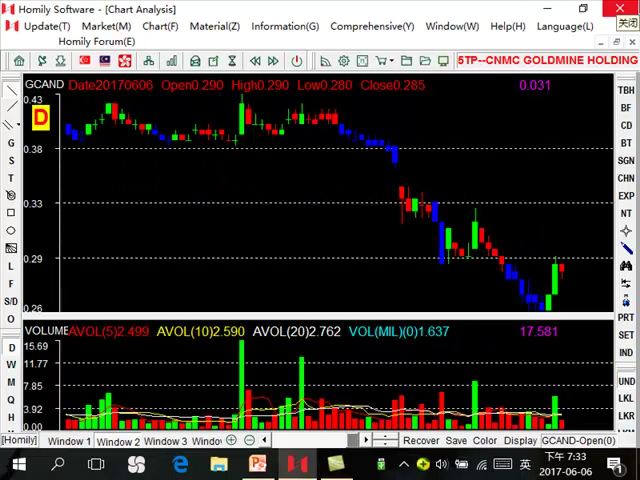 Homily Software - [Chart Analysis]
关闭
Update(T) Market(M) Chart(F) Material(Z) Information(G) Comprehensive(Y) Window(W) Help(H) Language(L)
Homily Forum(E)
5TP--CNMC GOLDMINE HOLDING
GCAND Date20170606 Open0.290 High0.290 Low0.280 Close0.285 0.031
0.43
D
0.38
0.33
0.29
0.26
TBH
BF
CD
BT
SGN
CHN
EXP
NT
PRT
SET
IND
UND
LKL
LKR
G
S
T
L
F
S/D
O
D
W
M
Q
H
VOLUME AVOL(5)2.499 AVOL(10)2.590 AVOL(20)2.762 VOL(MIL)(0)1.637 17.581
15.69
11.77
7.85
3.92
0.00
[Homily] Window 1 Window 2 Window 3 Recover Save Color Display GCAND-Open(0)
英
下午 7:33
2017-06-06
1